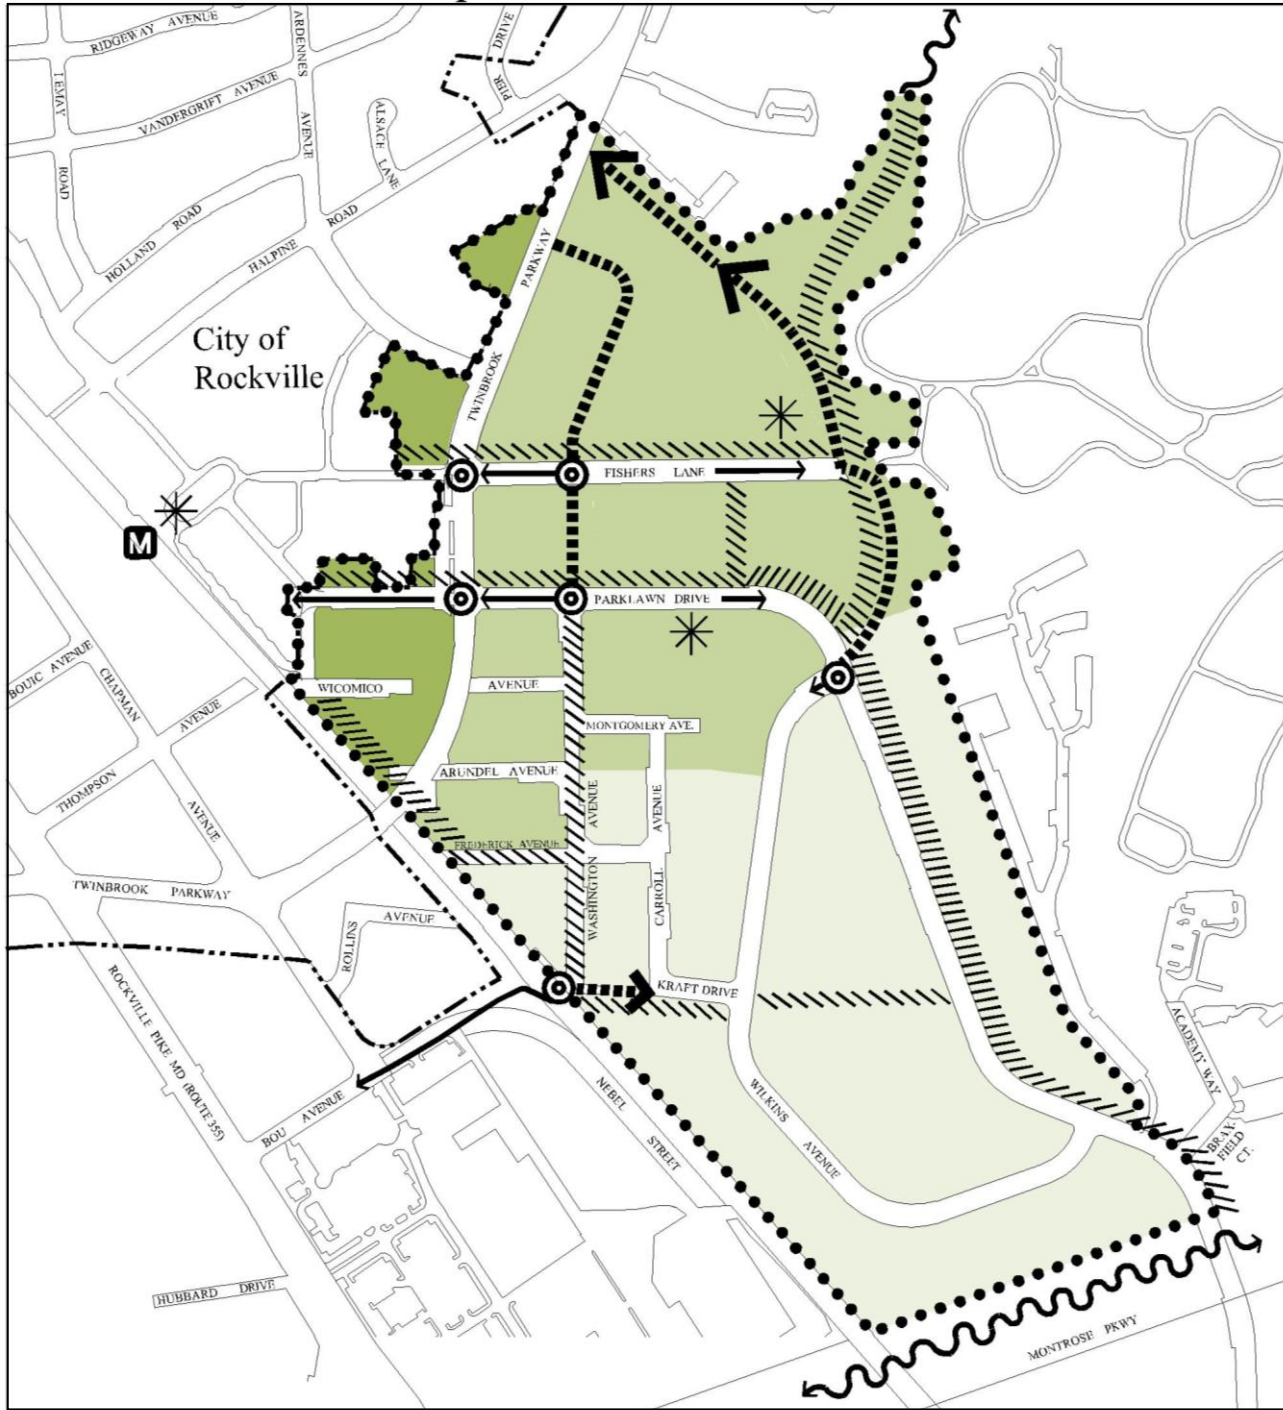 RIDGEWAY AVENUE
ARDENNES
AVENUE
LEMAY
ROAD
VANDERGRIFT AVENUE
ALSACE LANE
PIER DRIVE
HOLLAND ROAD
HALPINE ROAD
City of
Rockville
TWINBROOK PARKWAY
FISHERS LANE
M
PARKLAWN DRIVE
BOUIC AVENUE
CHAPMAN
AVENUE
WICOMICO
AVENUE
MONTGOMERY AVE.
THOMPSON AVENUE
ARUNDEL AVENUE
WASHINGTON AVENUE
CARROLL AVENUE
FREDERICK AVENUE
TWINBROOK PARKWAY
ROLLINS
AVENUE
KRAFT DRIVE
ROCKVILLE PIKE MD (ROUTE 355)
BOU AVENUE
NEBEL
STREET
WILKINS
AVENUE
ACADEMY WAY
BRAX-
FIELD
CT.
HUBBARD DRIVE
MONTROSE PKWY